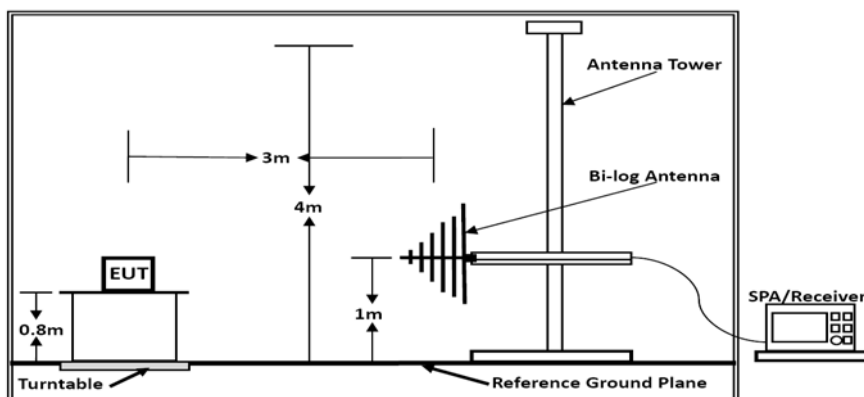 Antenna Tower
3m
Bi-log Antenna
4m
EUT
SPA/Receiver
0.8m
1m
Turntable
Reference Ground Plane